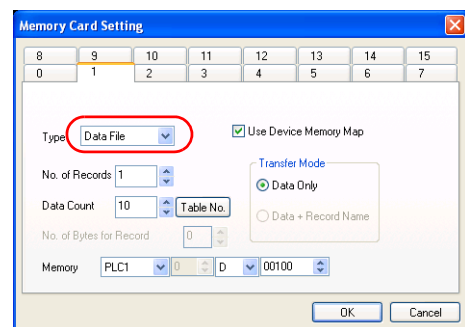 Memory Card Setting
8 9 10 11 12 13 14 15
0 1 2 3 4 5 6 7
Type Data File Use Device Memory Map
No. of Records 1 Transfer Mode
Data Only
Data Count 10 Table No.
Data + Record Name
No. of Bytes for Record 0
Memory PLC1 0 D 00100
OK Cancel